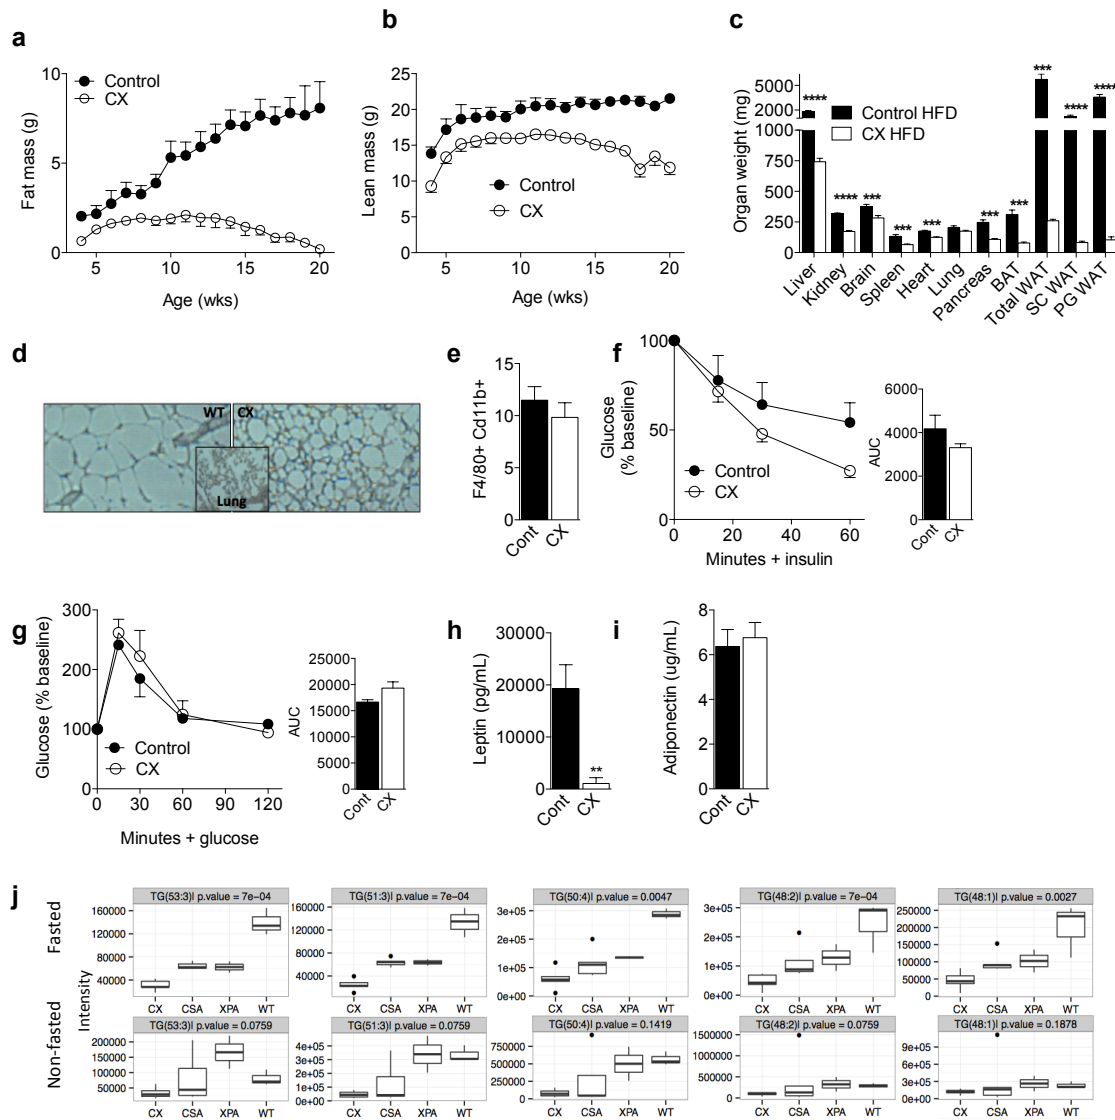 a
Fat mass (g)
10
5
0
Control
CX
5 10 15 20
Age (wks)
b
Lean mass (g)
25
20
15
10
5
0
Control
CX
5 10 15 20
Age (wks)
c
Organ weight (mg)
5000
2000
1000
750
500
250
0
Control HFD
CX HFD
**** **** *** *** *** *** *** *** **** ****
Liver
Kidney
Brain
Spleen
Heart
Lung
Pancreas
BAT
Total WAT
SC WAT
PG WAT
d
WT CX
Lung
e
F4/80+ Cd11b+
15
10
5
0
Cont CX
f
Glucose
(% baseline)
100
50
0
Control
CX
0 20 40 60
Minutes + insulin
AUC
6000
4000
2000
0
Cont CX
g
Glucose (% baseline)
300
200
100
0
Control
CX
0 30 60 90 120
Minutes + glucose
AUC
25000
20000
15000
10000
5000
0
Cont CX
h
Leptin (pg/mL)
30000
20000
10000
0
**
Cont CX
i
Adiponectin (ug/mL)
8
6
4
2
0
Cont CX
j
Fasted
Non-fasted
Intensity
TG(53:3)| p.value = 7e-04
160000
120000
80000
40000
CX CSA XPA WT
TG(51:3)| p.value = 7e-04
160000
120000
80000
40000
CX CSA XPA WT
TG(50:4)| p.value = 0.0047
3e+05
2e+05
1e+05
0e+00
CX CSA XPA WT
TG(48:2)| p.value = 7e-04
3e+05
2e+05
1e+05
0e+00
CX CSA XPA WT
TG(48:1)| p.value = 0.0027
250000
200000
150000
100000
50000
0
CX CSA XPA WT
TG(53:3)| p.value = 0.0759
200000
150000
100000
50000
CX CSA XPA WT
TG(51:3)| p.value = 0.0759
4e+05
3e+05
2e+05
1e+05
0e+00
CX CSA XPA WT
TG(50:4)| p.value = 0.1419
750000
500000
250000
0
CX CSA XPA WT
TG(48:2)| p.value = 0.0759
1500000
1000000
500000
0
CX CSA XPA WT
TG(48:1)| p.value = 0.1878
9e+05
6e+05
3e+05
0e+00
CX CSA XPA WT